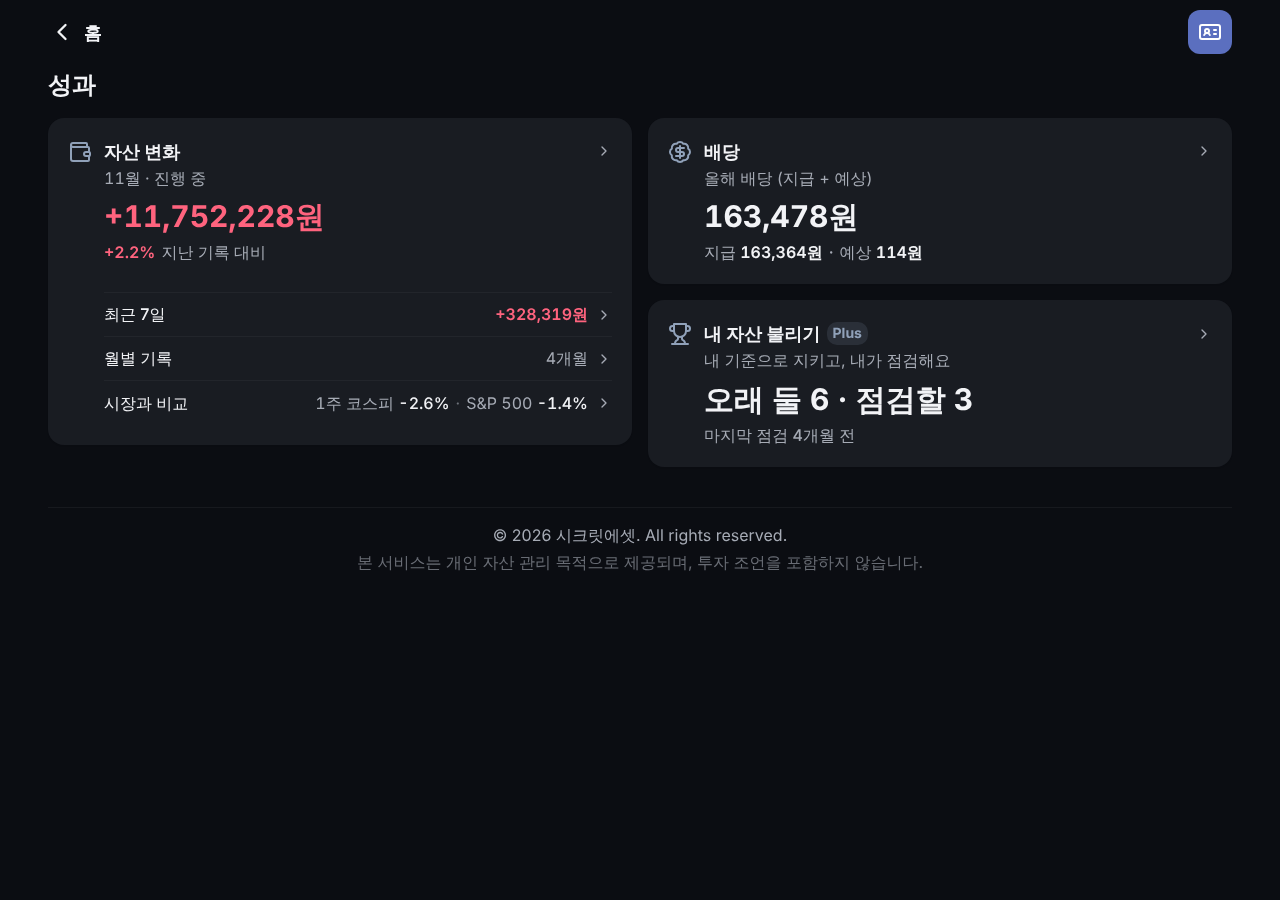 홈
성과
자산 변화
11월 · 진행 중
+11,752,228원
+2.2% 지난 기록 대비
최근 7일 +328,319원
월별 기록 4개월
시장과 비교 1주 코스피 -2.6% · S&P 500 -1.4%
배당
올해 배당 (지급 + 예상)
163,478원
지급 163,364원 · 예상 114원
내 자산 불리기 Plus
내 기준으로 지키고, 내가 점검해요
오래 둘 6 · 점검할 3
마지막 점검 4개월 전
© 2026 시크릿에셋. All rights reserved.
본 서비스는 개인 자산 관리 목적으로 제공되며, 투자 조언을 포함하지 않습니다.